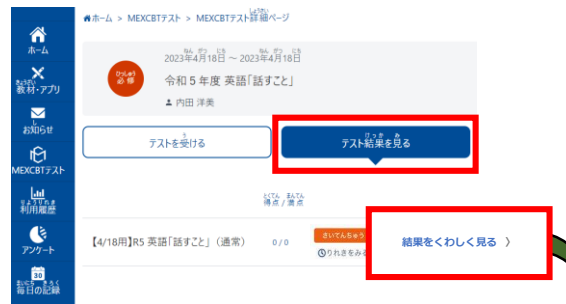 ホーム > MEXCBTテスト > MEXCBTテスト詳細ページ
ホーム
教材・アプリ
お知らせ
MEXCBTテスト
利用履歴
アンケート
30
毎日の記録
2023年4月18日 ~ 2023年4月18日
必修
令和5年度 英語「話すこと」
内田 洋美
テストを受ける
テスト結果を見る
得点 / 満点
【4/18用】R5 英語「話すこと」（通常）
0 / 0
さいてんちゅう
りれきをみる
結果をくわしく見る 〉